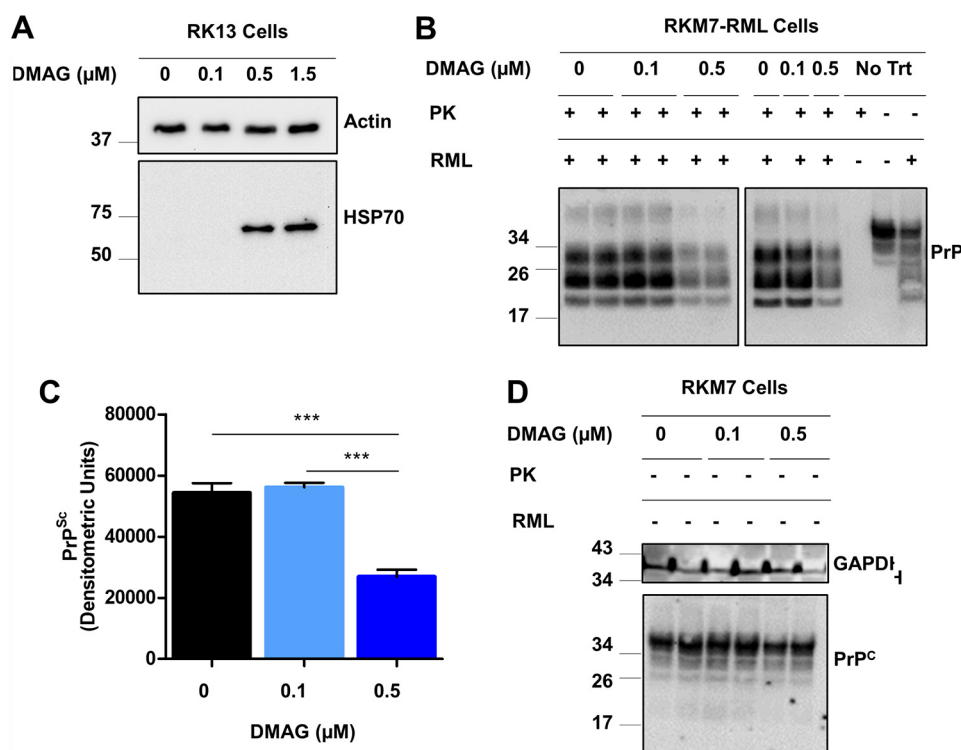 A
RK13 Cells
DMAG (µM) 0 0.1 0.5 1.5
Actin
37
75
HSP70
50
B
RKM7-RML Cells
DMAG (µM) 0 0.1 0.5 0 0.1 0.5 No Trt
PK + + + + + + + + + + - -
RML + + + + + + + + + - - +
34
PrP
26
17
C
80000
60000
40000
20000
0
PrPSc
(Densitometric Units)
***
***
0 0.1 0.5
DMAG (µM)
D
RKM7 Cells
DMAG (µM) 0 0.1 0.5
PK - - - - - -
RML - - - - - -
43
GAPDH
34
34
PrPC
26
17